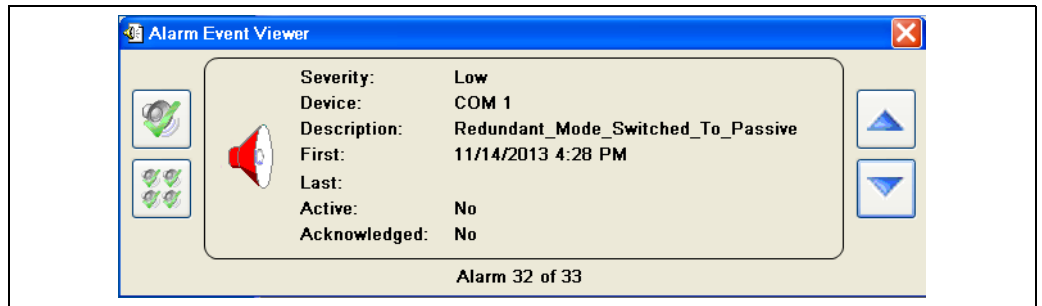 Alarm Event Viewer
Severity: Low
Device: COM 1
Description: Redundant_Mode_Switched_To_Passive
First: 11/14/2013 4:28 PM
Last:
Active: No
Acknowledged: No
Alarm 32 of 33